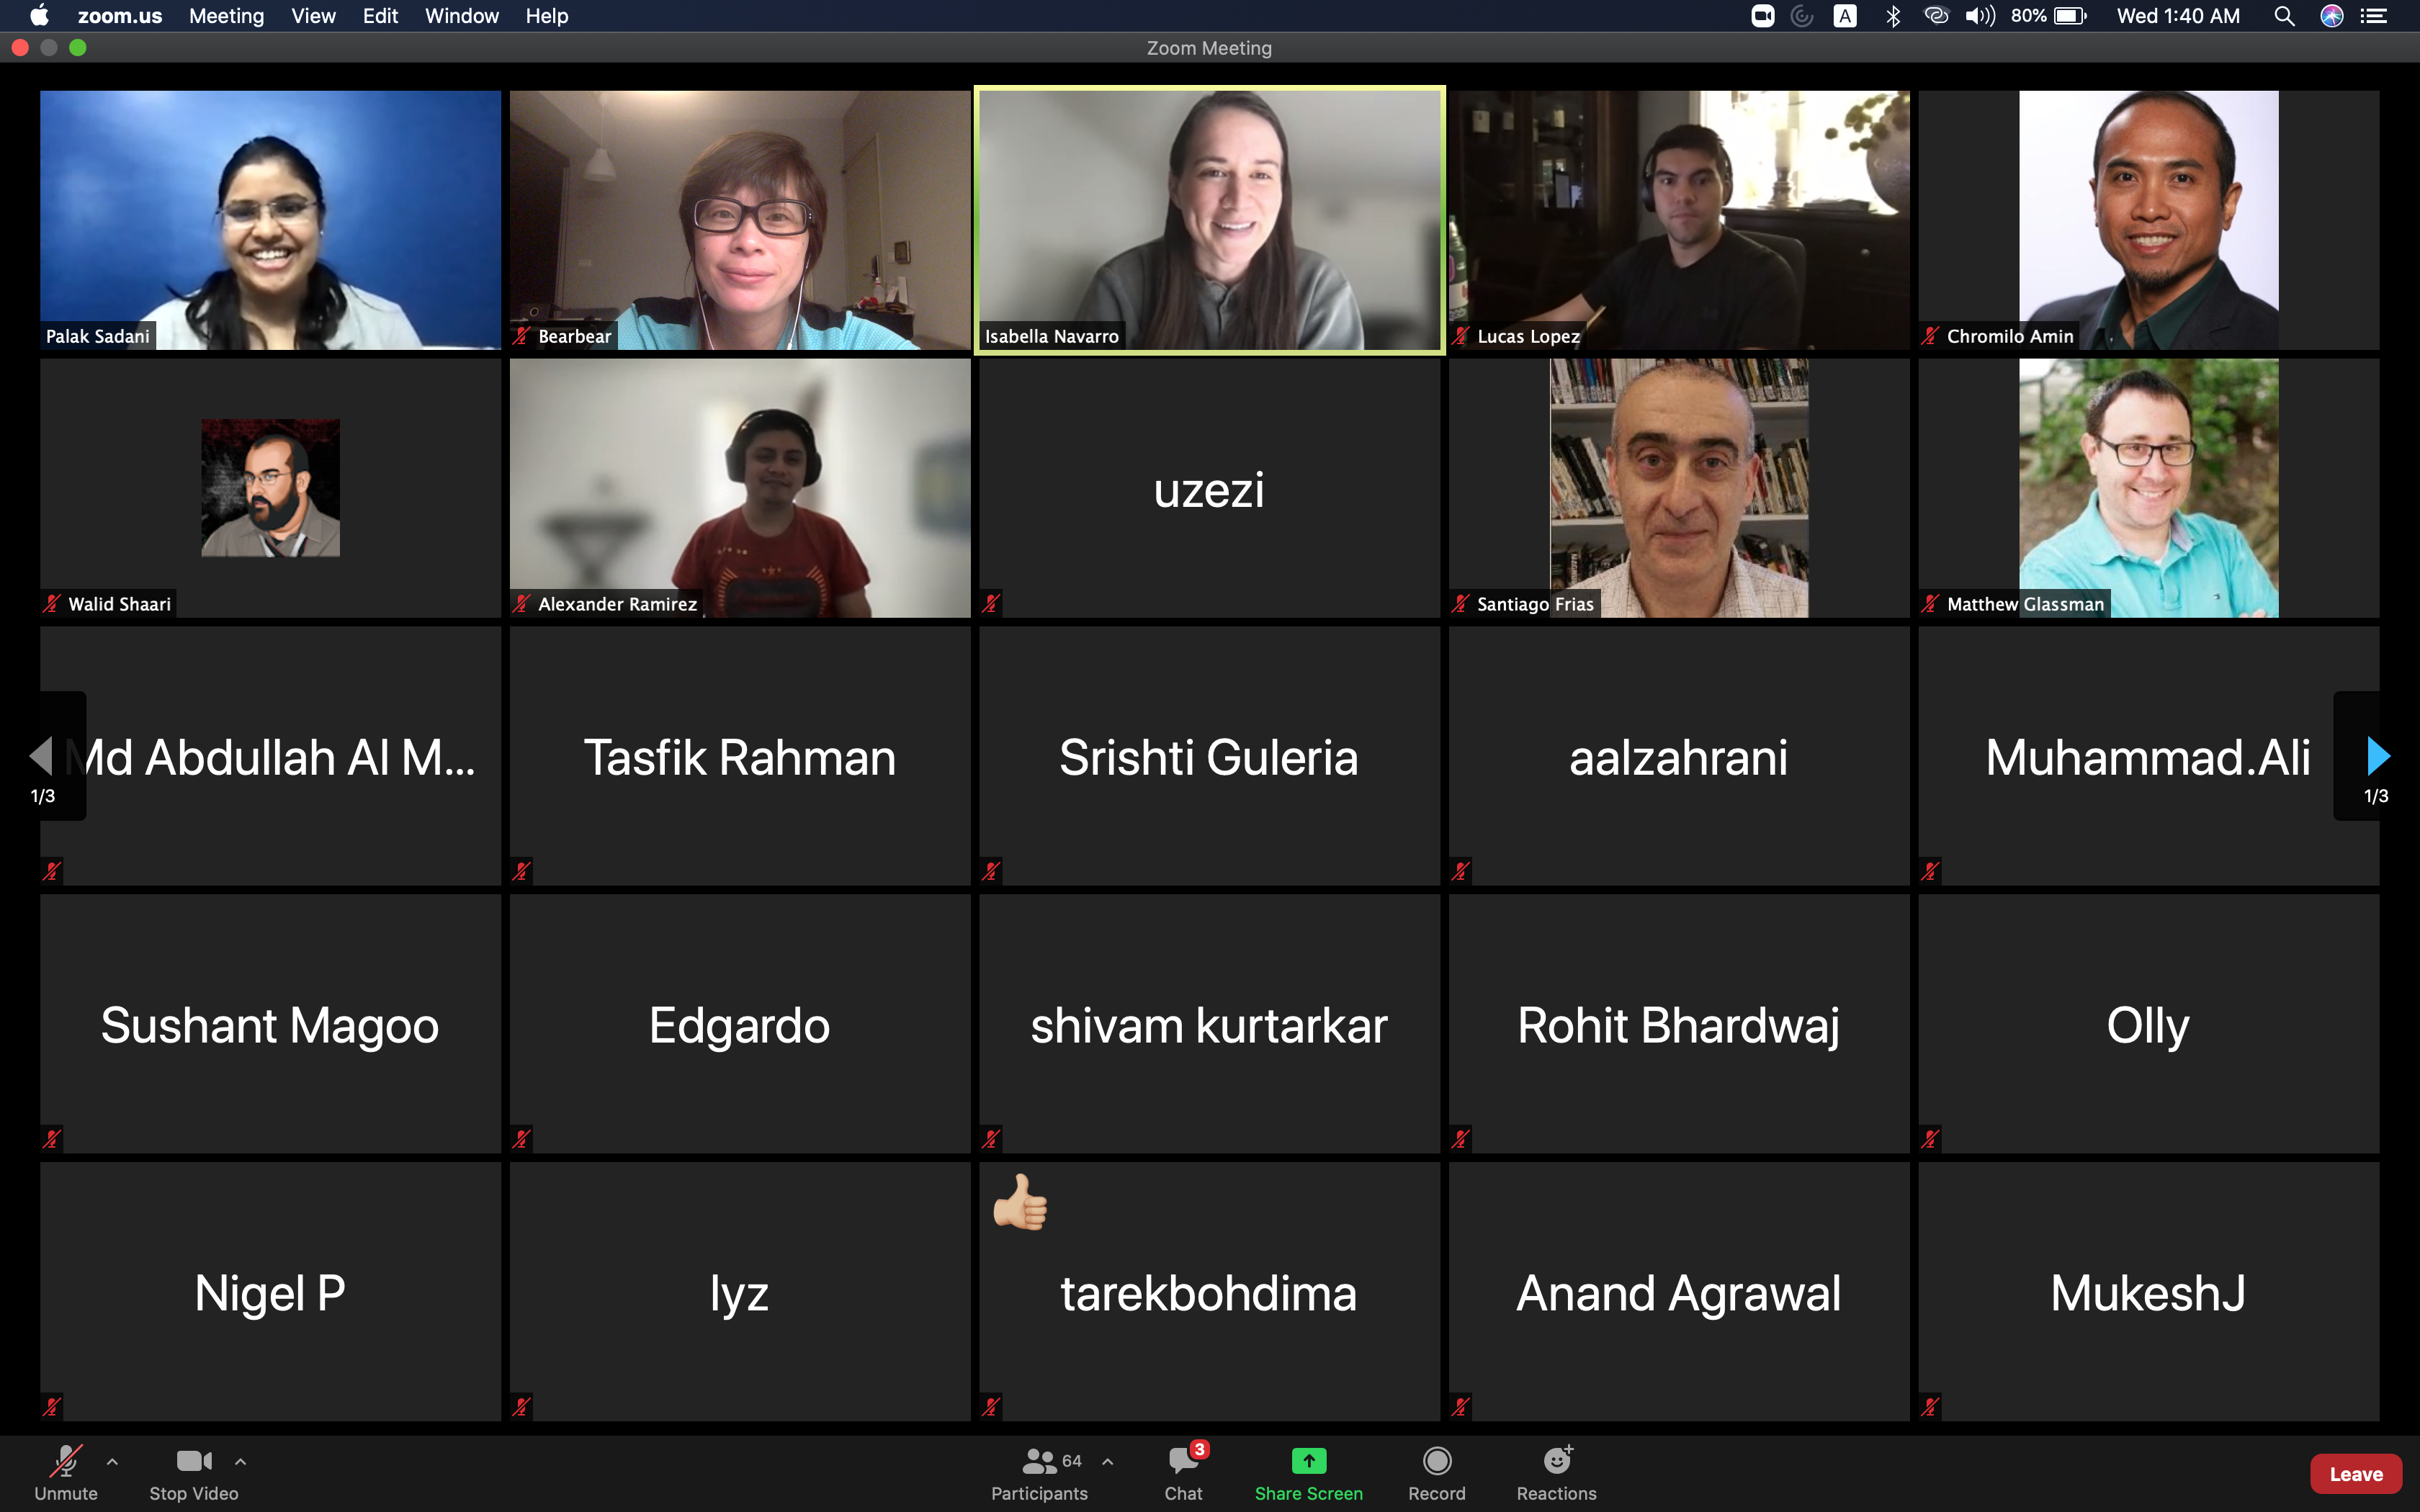 zoom.us Meeting View Edit Window Help
A 80% Wed 1:40 AM
Zoom Meeting
Palak Sadani
Bearbear
Isabella Navarro
Lucas Lopez
Chromilo Amin
Walid Shaari
Alexander Ramirez
uzezi
Santiago Frias
Matthew Glassman
Md Abdullah Al M...
Tasfik Rahman
Srishti Guleria
aalzahrani
Muhammad.Ali
1/3
1/3
Sushant Magoo
Edgardo
shivam kurtarkar
Rohit Bhardwaj
Olly
Nigel P
lyz
tarekbohdima
Anand Agrawal
MukeshJ
Unmute
Stop Video
64
Participants
3
Chat
Share Screen
Record
Reactions
Leave